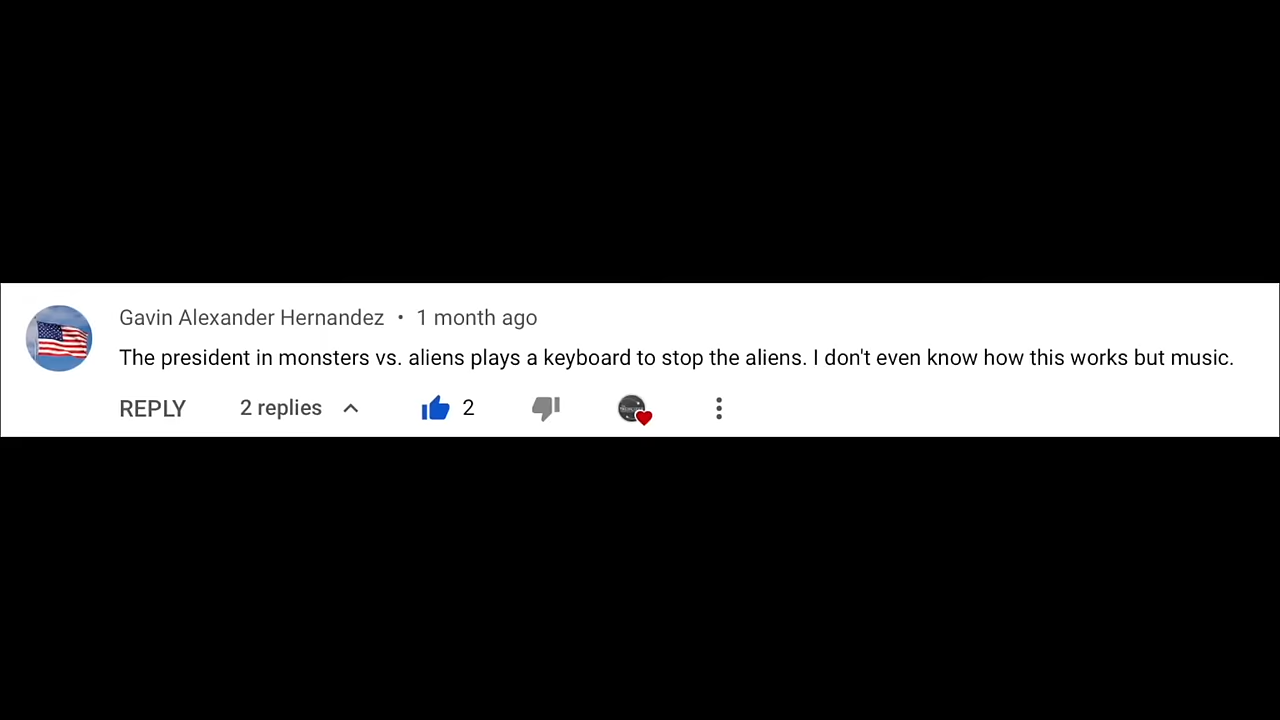 Gavin Alexander Hernandez • 1 month ago
The president in monsters vs. aliens plays a keyboard to stop the aliens. I don't even know how this works but music.
REPLY 2 replies 2